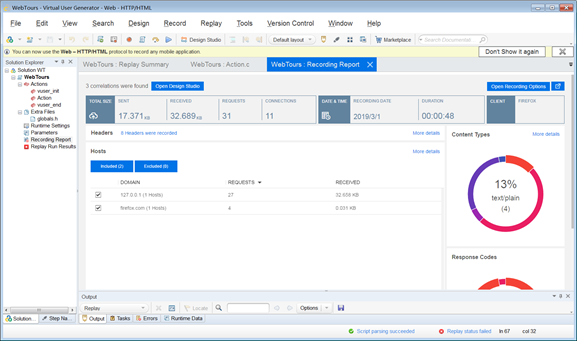 WebTours - Virtual User Generator - Web - HTTP/HTML
File Edit View Search Design Record Replay Tools Version Control Window Help
Design Studio Default layout Marketplace Search Documentation
You can now use the Web – HTTP/HTML protocol to record any mobile application. Don't Show it again
Solution Explorer
Solution WT
WebTours
Actions
vuser_init
Action
vuser_end
Extra Files
globals.h
Runtime Settings
Parameters
Recording Report
Replay Run Results
Solution... Step Na...
WebTours : Replay Summary WebTours : Action.c WebTours : Recording Report
3 correlations were found. Open Design Studio Open Recording Options
TOTAL SIZE SENT RECEIVED REQUESTS CONNECTIONS DATE & TIME RECORDING DATE DURATION CLIENT FIREFOX
17.371 KB 32.689 KB 31 11 2019/3/1 00:00:48
Headers 8 Headers were recorded More details
Hosts More details
Included (2) Excluded (0)
DOMAIN REQUESTS RECEIVED
127.0.0.1 (1 Hosts) 27 32.658 KB
firefox.com (1 Hosts) 4 0.031 KB
Content Types
13%
text/plain
(4)
More details
Response Codes
Output
Replay Locate Options
Output Tasks Errors Runtime Data
Script parsing succeeded Replay status failed ln 67 col 32